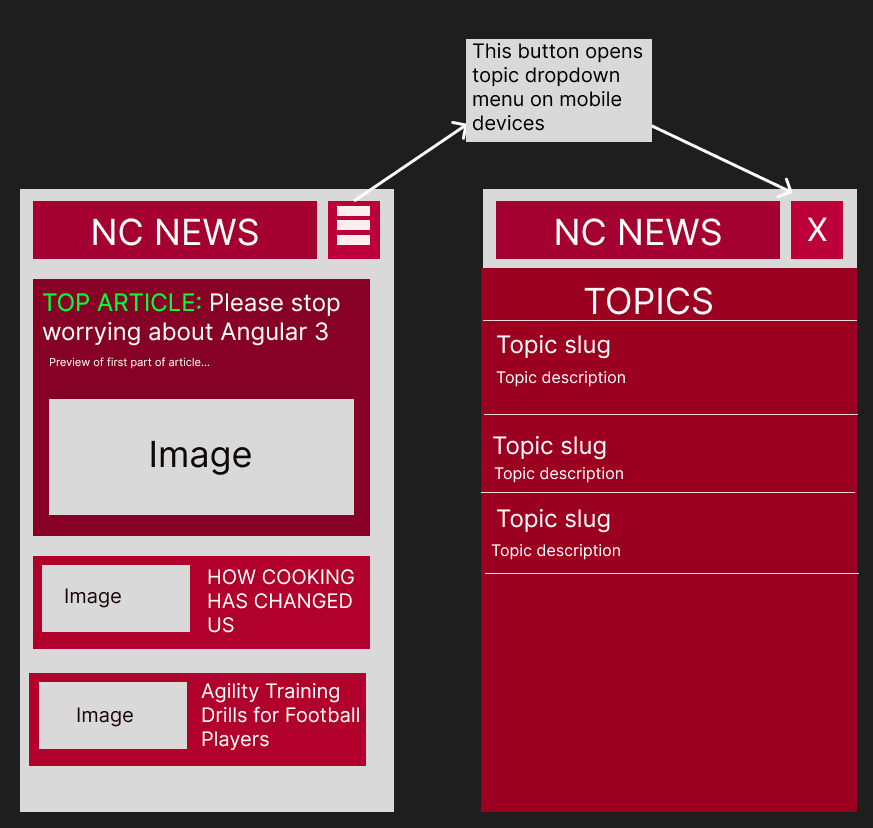 This button opens
topic dropdown
menu on mobile
devices
NC NEWS
TOP ARTICLE: Please stop
worrying about Angular 3
Preview of first part of article...
Image
Image
HOW COOKING
HAS CHANGED
US
Image
Agility Training
Drills for Football
Players
NC NEWS
X
TOPICS
Topic slug
Topic description
Topic slug
Topic description
Topic slug
Topic description